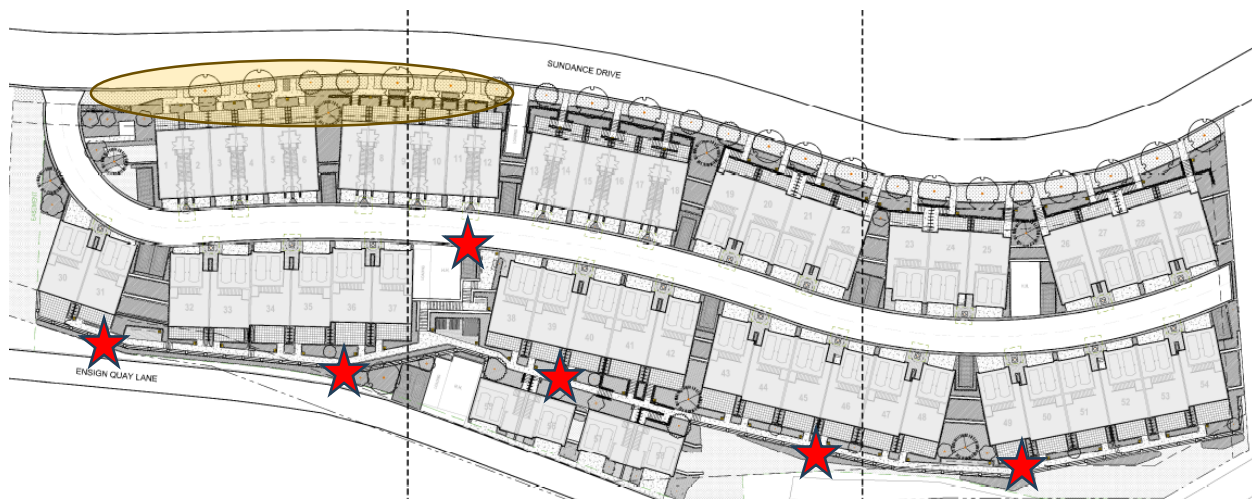 SUNDANCE DRIVE
1 2 3 4 5 6 7 8 9 10 11 12
13 14 15 16 17 18
19 20 21 22
23 24 25
26 27 28 29
EASEMENT
30 31
32 33 34 35 36 37
38 39 40 41 42
43 44 45 46 47 48
49 50 51 52 53 54
ENSIGN QUAY LANE